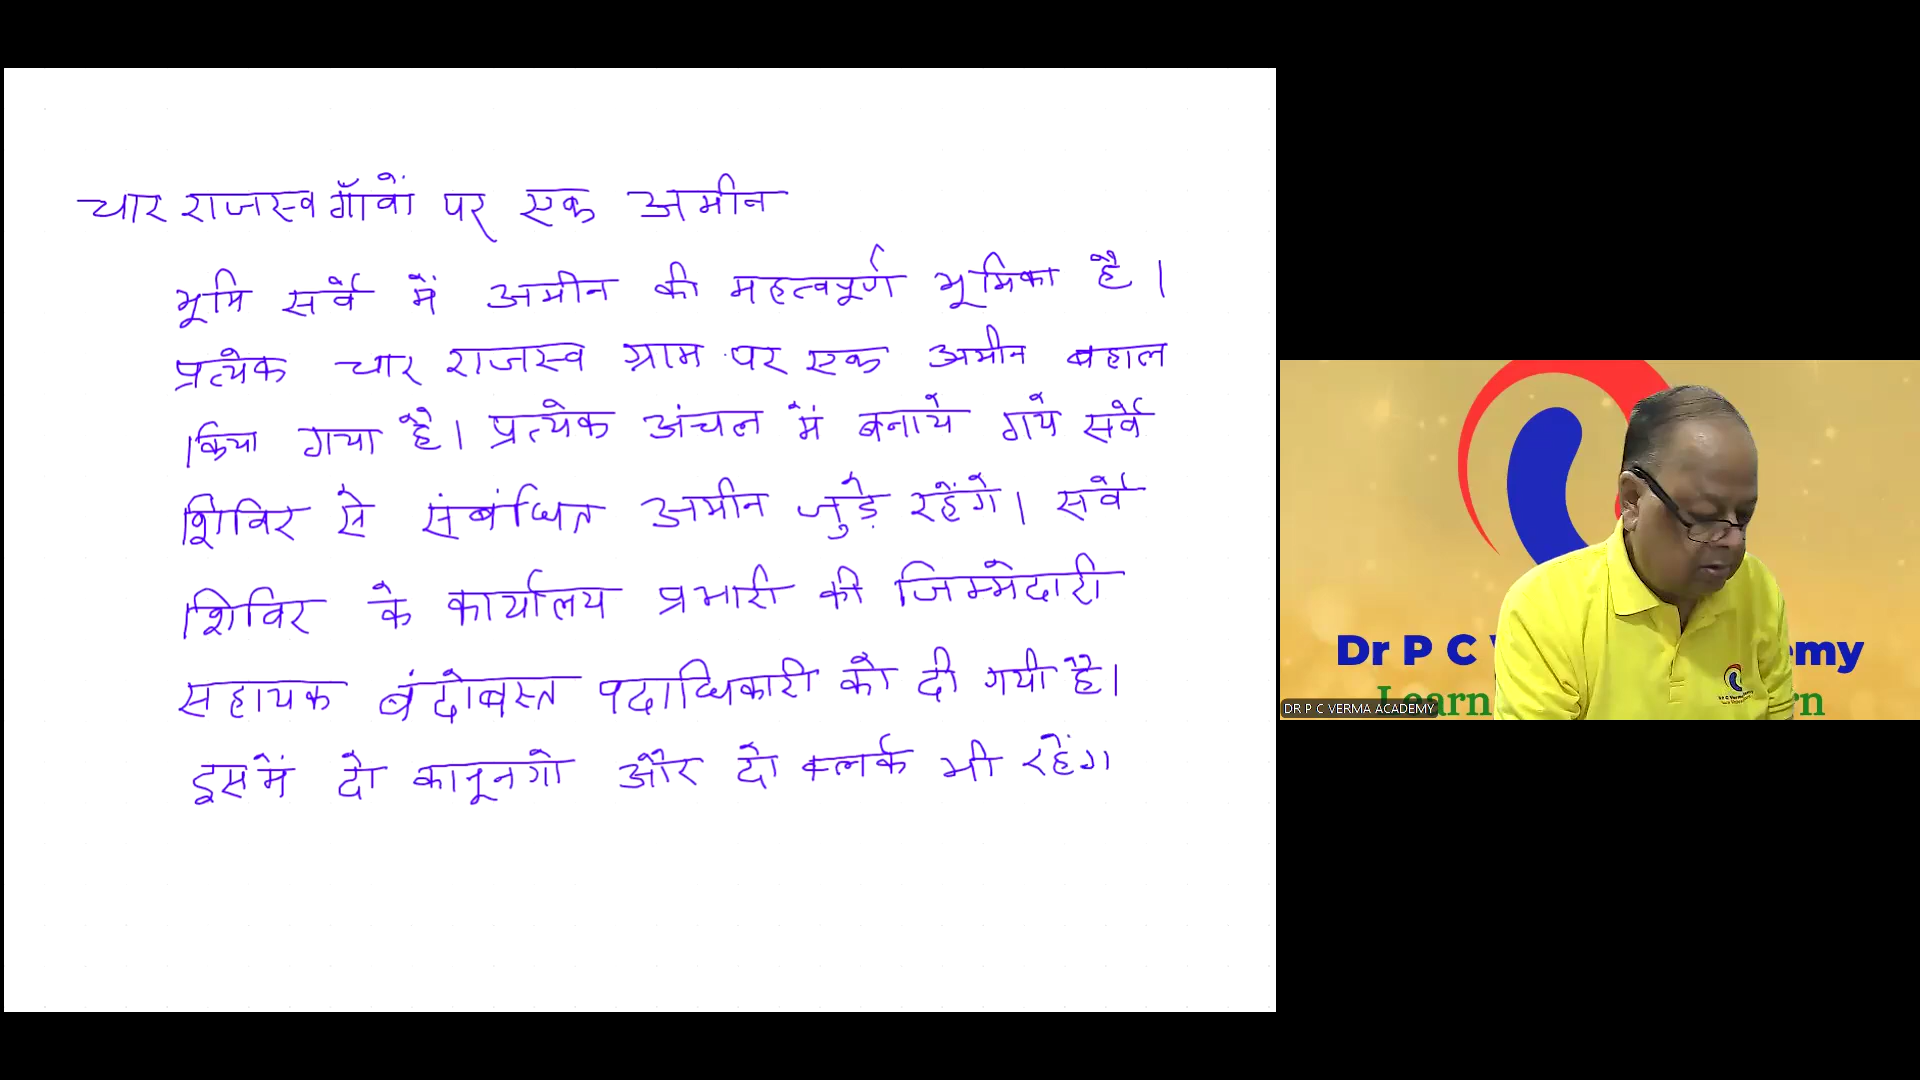 चार राजस्व गाँवों पर एक अमीन
भूमि सर्वे में अमीन की महत्वपूर्ण भूमिका है।
प्रत्येक चार राजस्व ग्राम पर एक अमीन बहाल
किया गया है। प्रत्येक अंचल में बनाये गये सर्वे
शिविर से संबंधित अमीन जुड़े रहेंगे। सर्वे
शिविर के कार्यालय प्रभारी की जिम्मेदारी
सहायक बंदोबस्त पदाधिकारी को दी गयी है।
इसमें दो कानूनगो और दो क्लर्क भी रहेंग
Dr P C
my
Learn
rn
DR P C VERMA ACADEMY